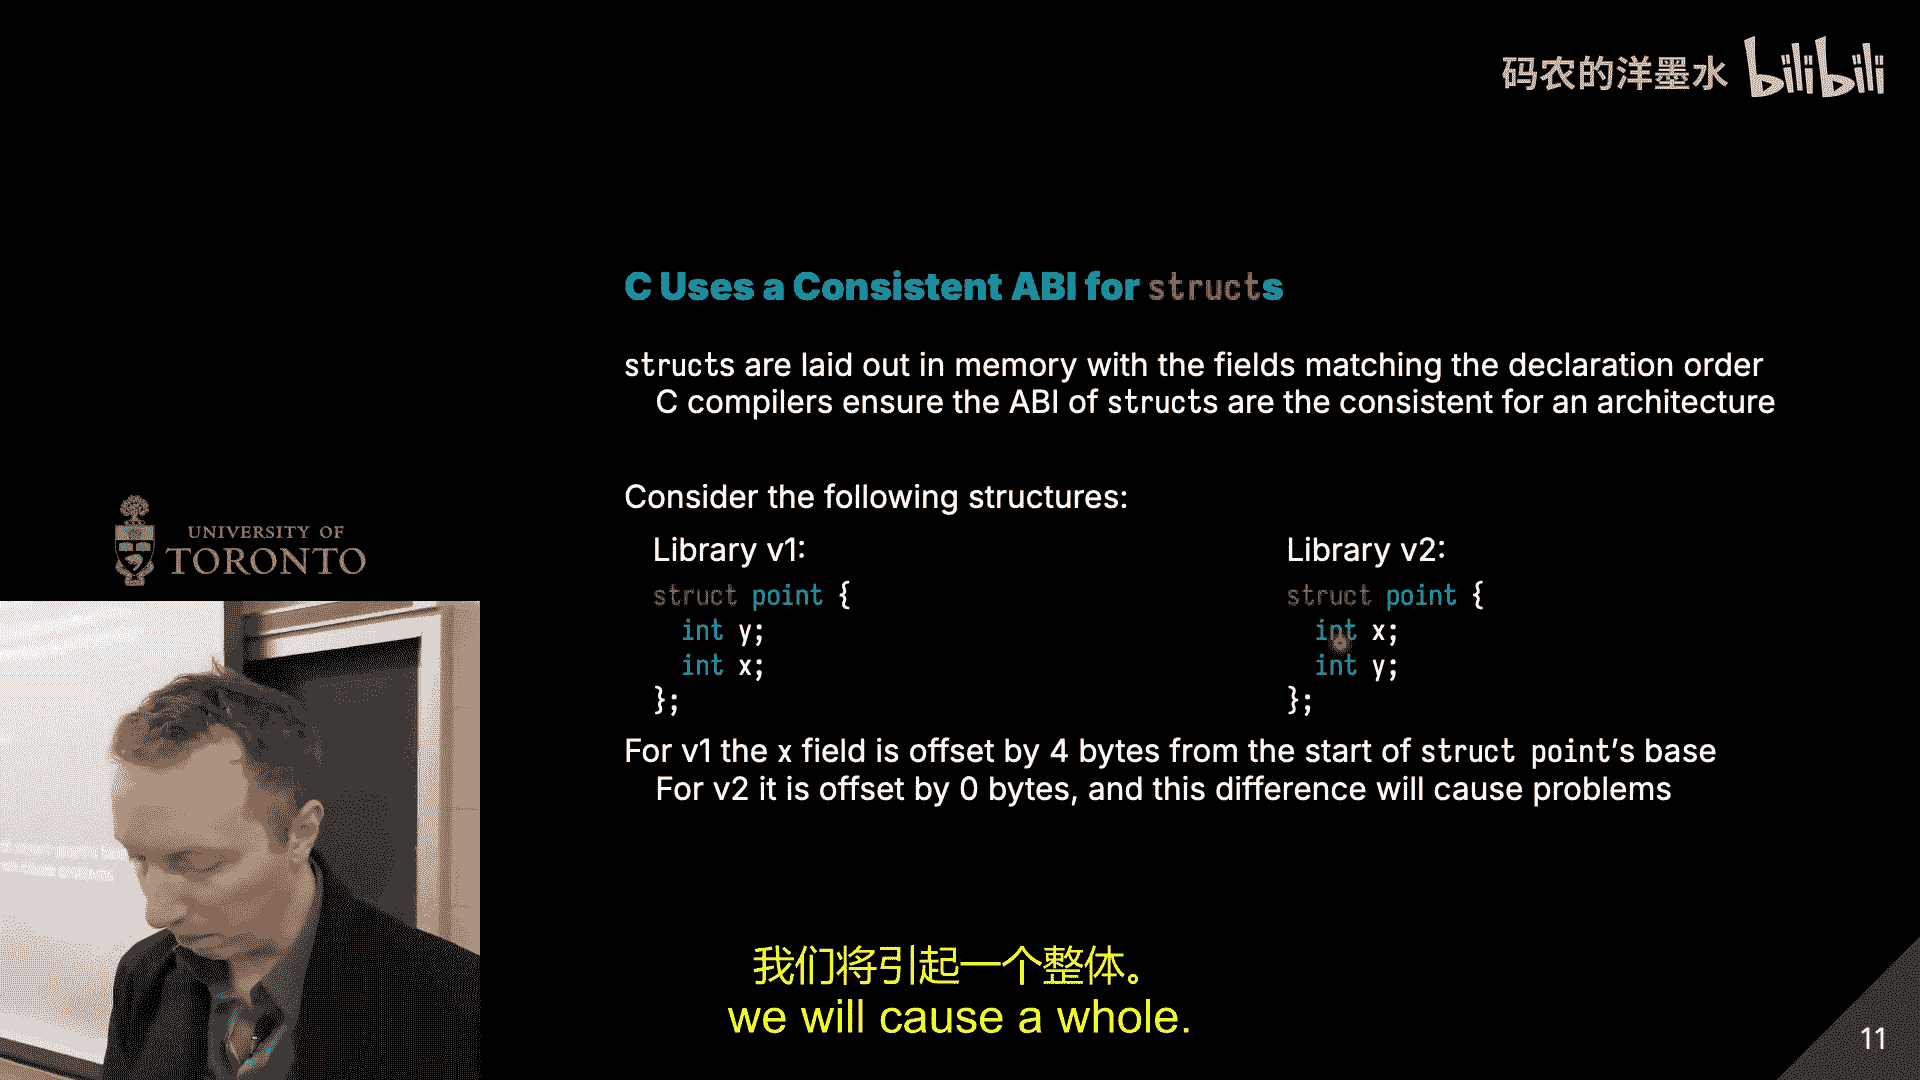 码农的洋墨水 bilibili
C Uses a Consistent ABI for structs
structs are laid out in memory with the fields matching the declaration order
C compilers ensure the ABI of structs are the consistent for an architecture
Consider the following structures:
Library v1:
struct point {
int y;
int x;
};
Library v2:
struct point {
int x;
int y;
};
For v1 the x field is offset by 4 bytes from the start of struct point’s base
For v2 it is offset by 0 bytes, and this difference will cause problems
UNIVERSITY OF
TORONTO
我们将引起一个整体。
we will cause a whole.
11